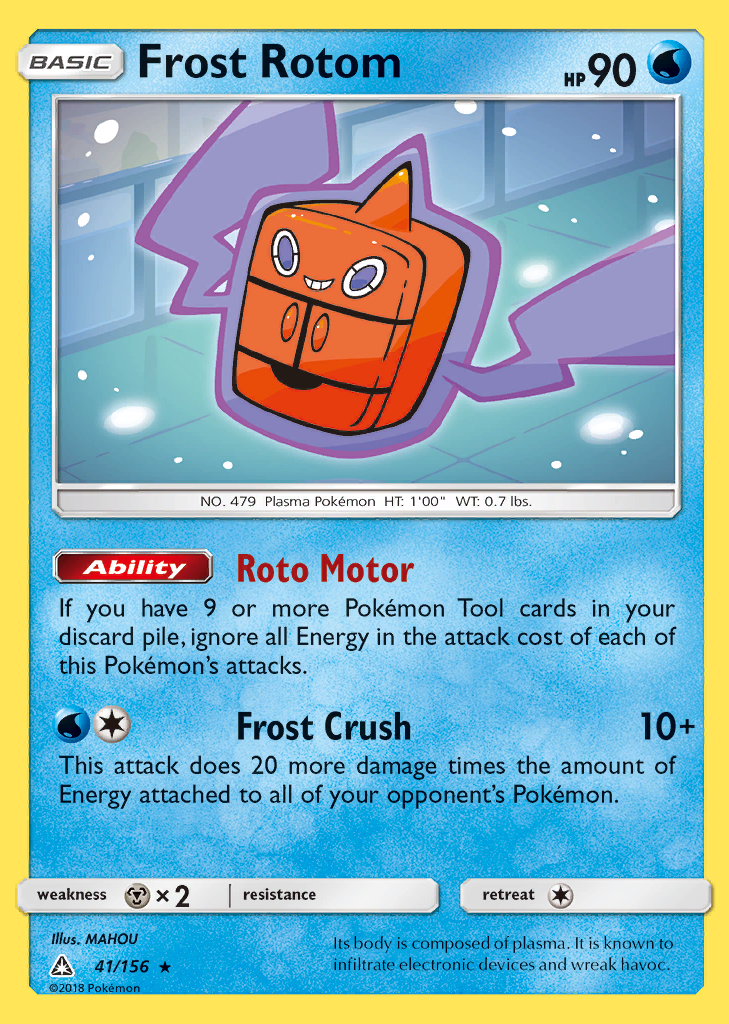 BASIC Frost Rotom HP 90
NO. 479 Plasma Pokémon HT: 1'00" WT: 0.7 lbs.
Ability Roto Motor
If you have 9 or more Pokémon Tool cards in your
discard pile, ignore all Energy in the attack cost of each of
this Pokémon's attacks.
Frost Crush 10+
This attack does 20 more damage times the amount of
Energy attached to all of your opponent's Pokémon.
weakness ×2 resistance retreat
Illus. MAHOU
41/156 ★
©2018 Pokémon
Its body is composed of plasma. It is known to
infiltrate electronic devices and wreak havoc.